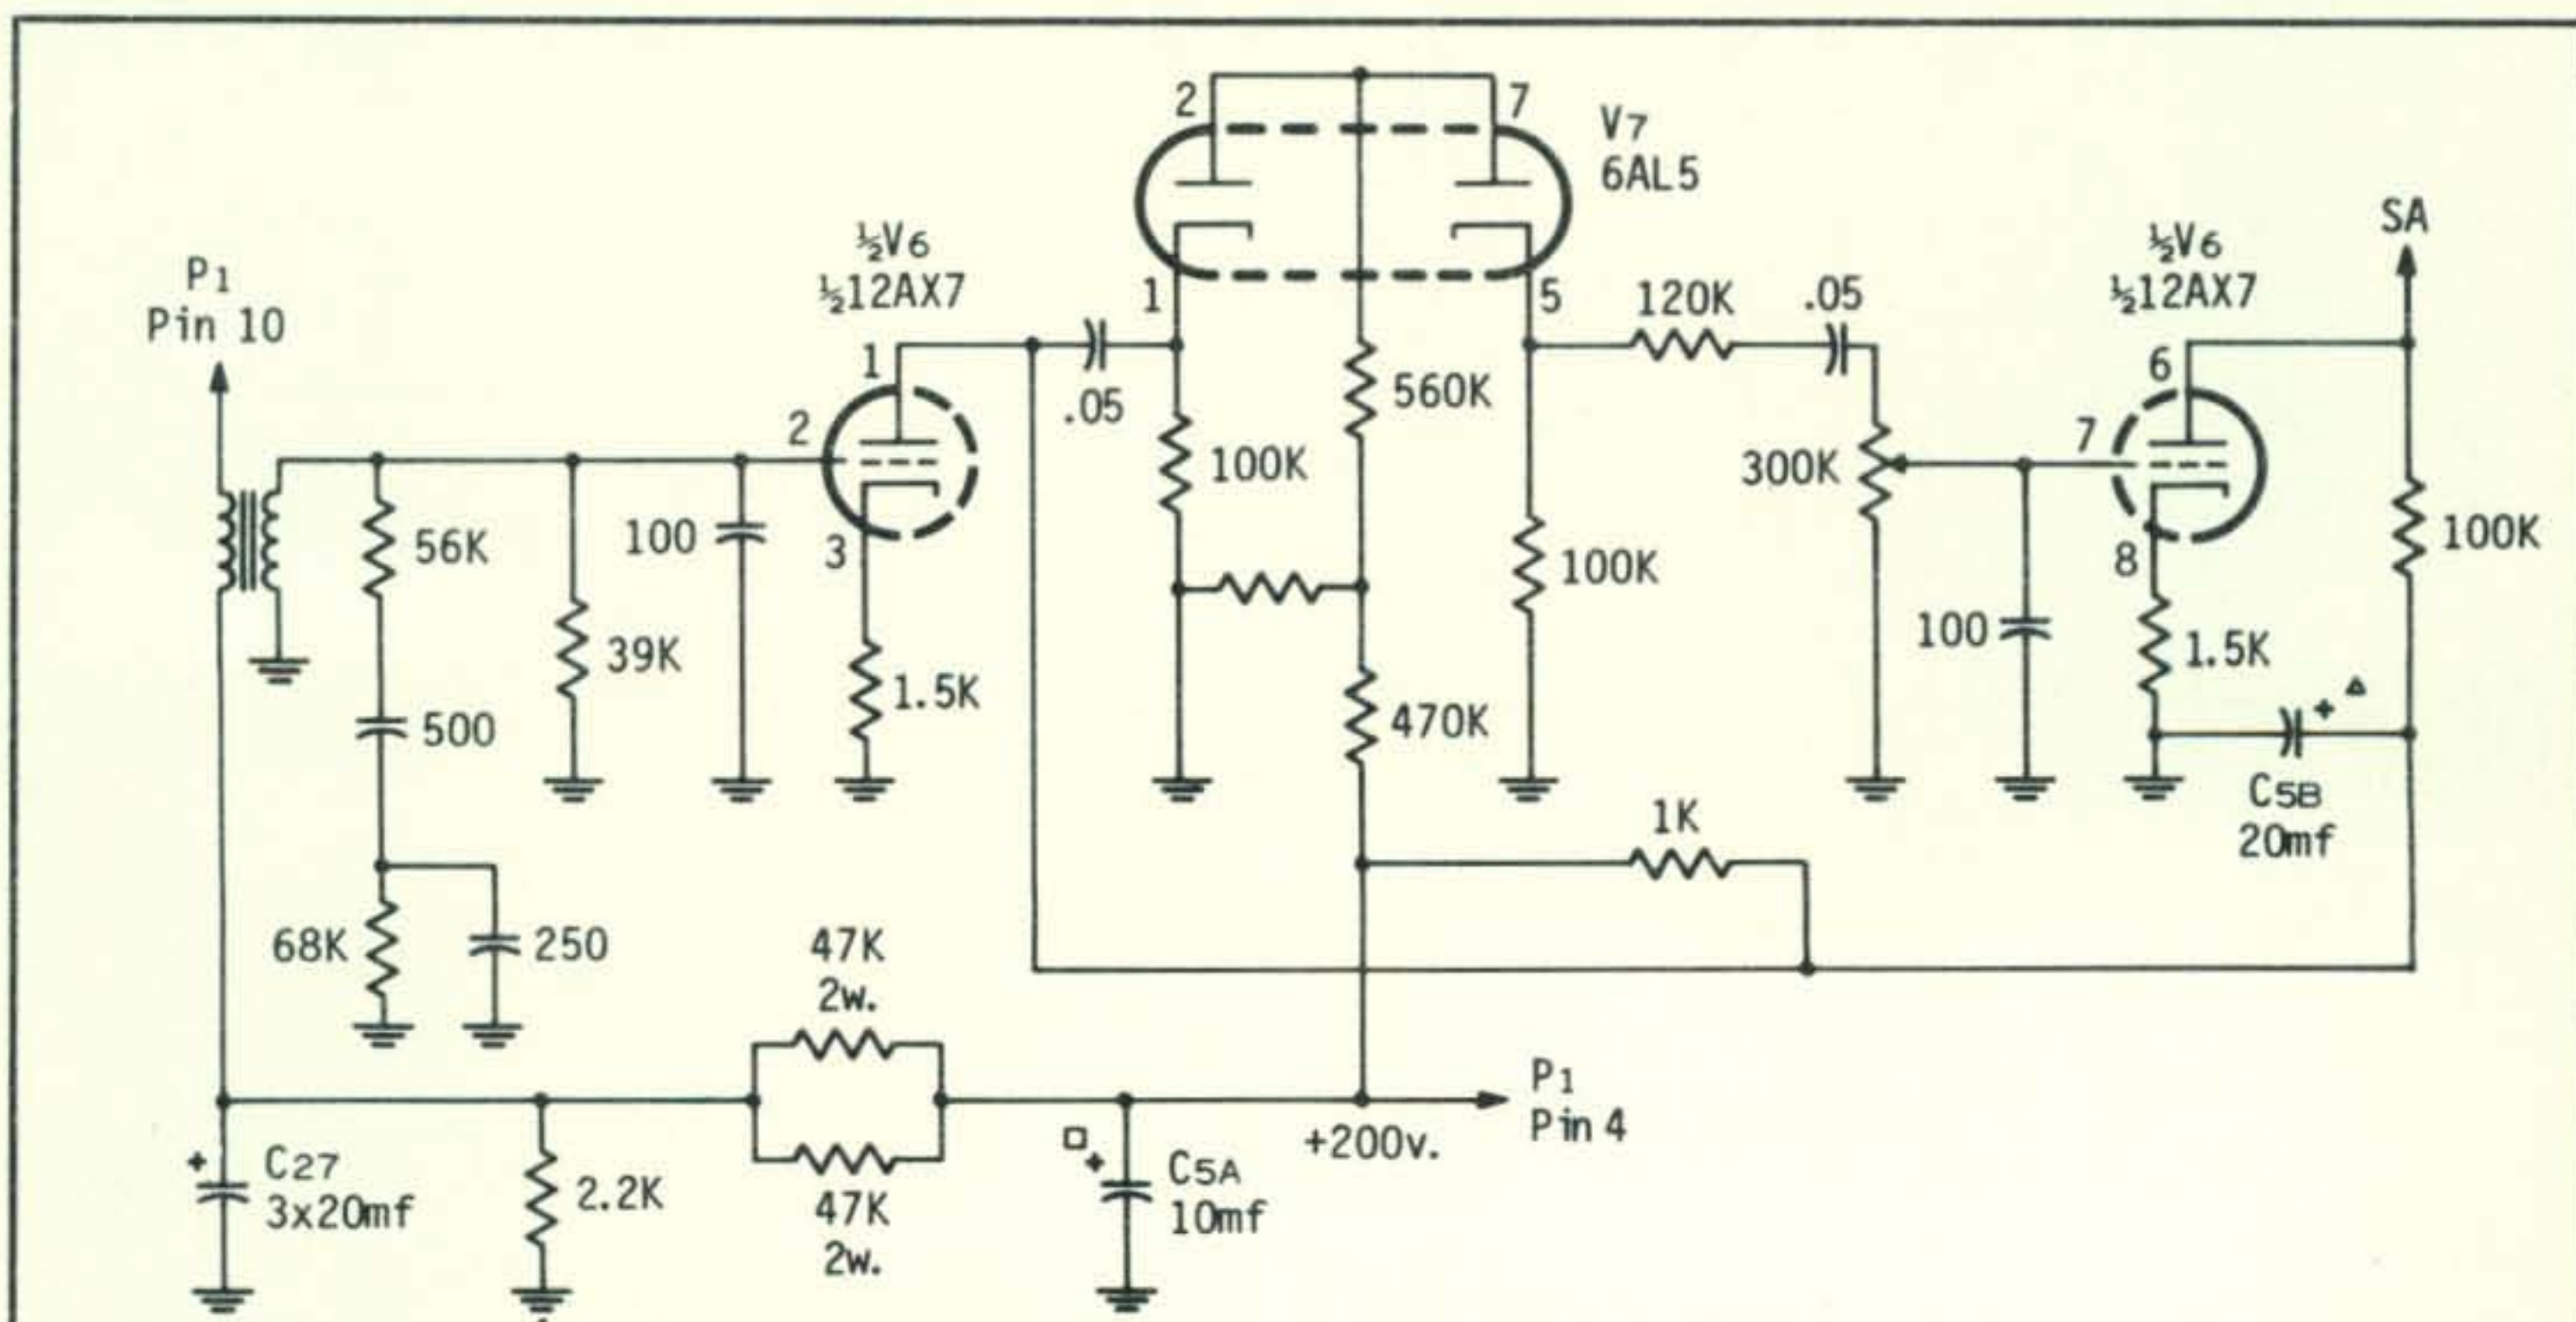 2
7
V7
6AL5
½V6
½12AX7
P1
Pin 10
1
5
120K
.05
½V6
½12AX7
SA
1
.05
560K
6
2
100K
300K
7
56K
100
3
100K
8
100K
39K
1.5K
100
1.5K
500
470K
+ △
C5B
20mf
1K
68K
250
47K
2w.
P1
Pin 4
+200v.
+
C27
3x20mf
2.2K
47K
2w.
□
+
C5A
10mf